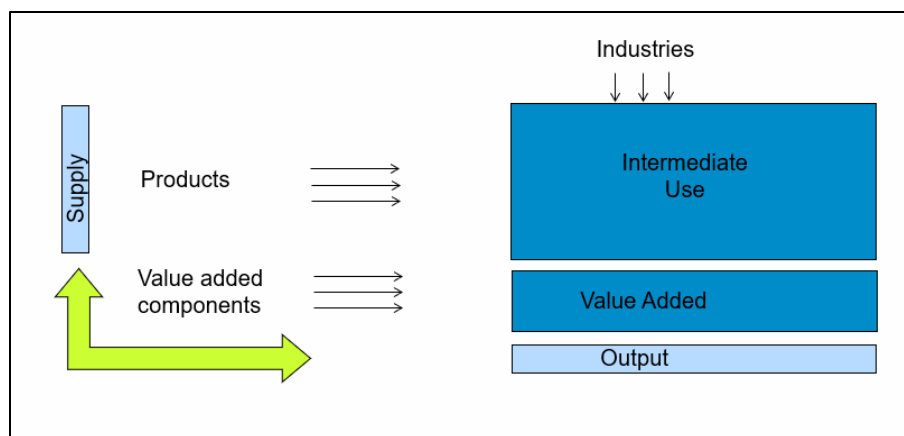 Industries
Supply
Products
Intermediate
Use
Value added
components
Value Added
Output